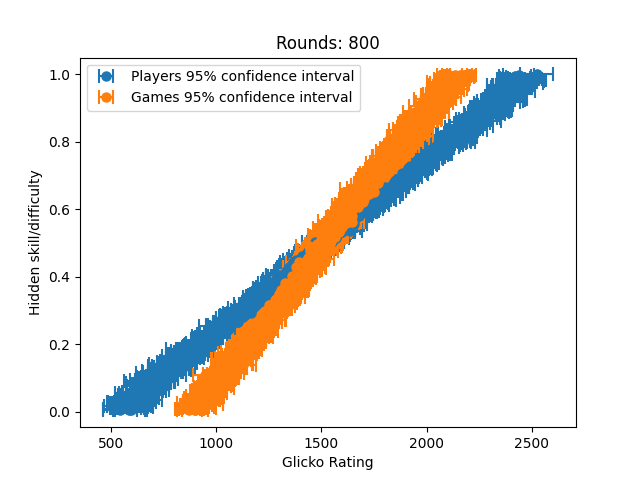 Rounds: 800
Players 95% confidence interval
Games 95% confidence interval
Hidden skill/difficulty
1.0
0.8
0.6
0.4
0.2
0.0
500 1000 1500 2000 2500
Glicko Rating